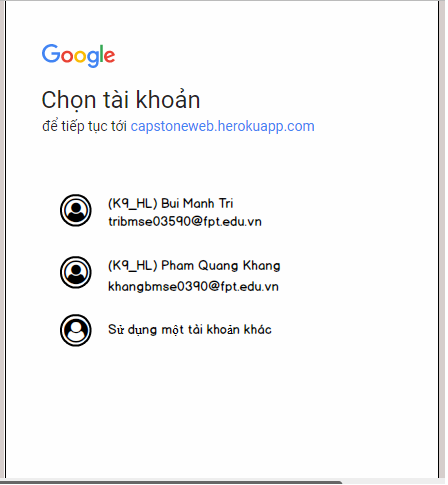 Google
Chọn tài khoản
để tiếp tục tới capstoneweb.herokuapp.com
(K9_HL) Bui Manh Tri
tribmse03590@fpt.edu.vn
(K9_HL) Pham Quang Khang
khangbmse0390@fpt.edu.vn
Sử dụng một tài khoản khác